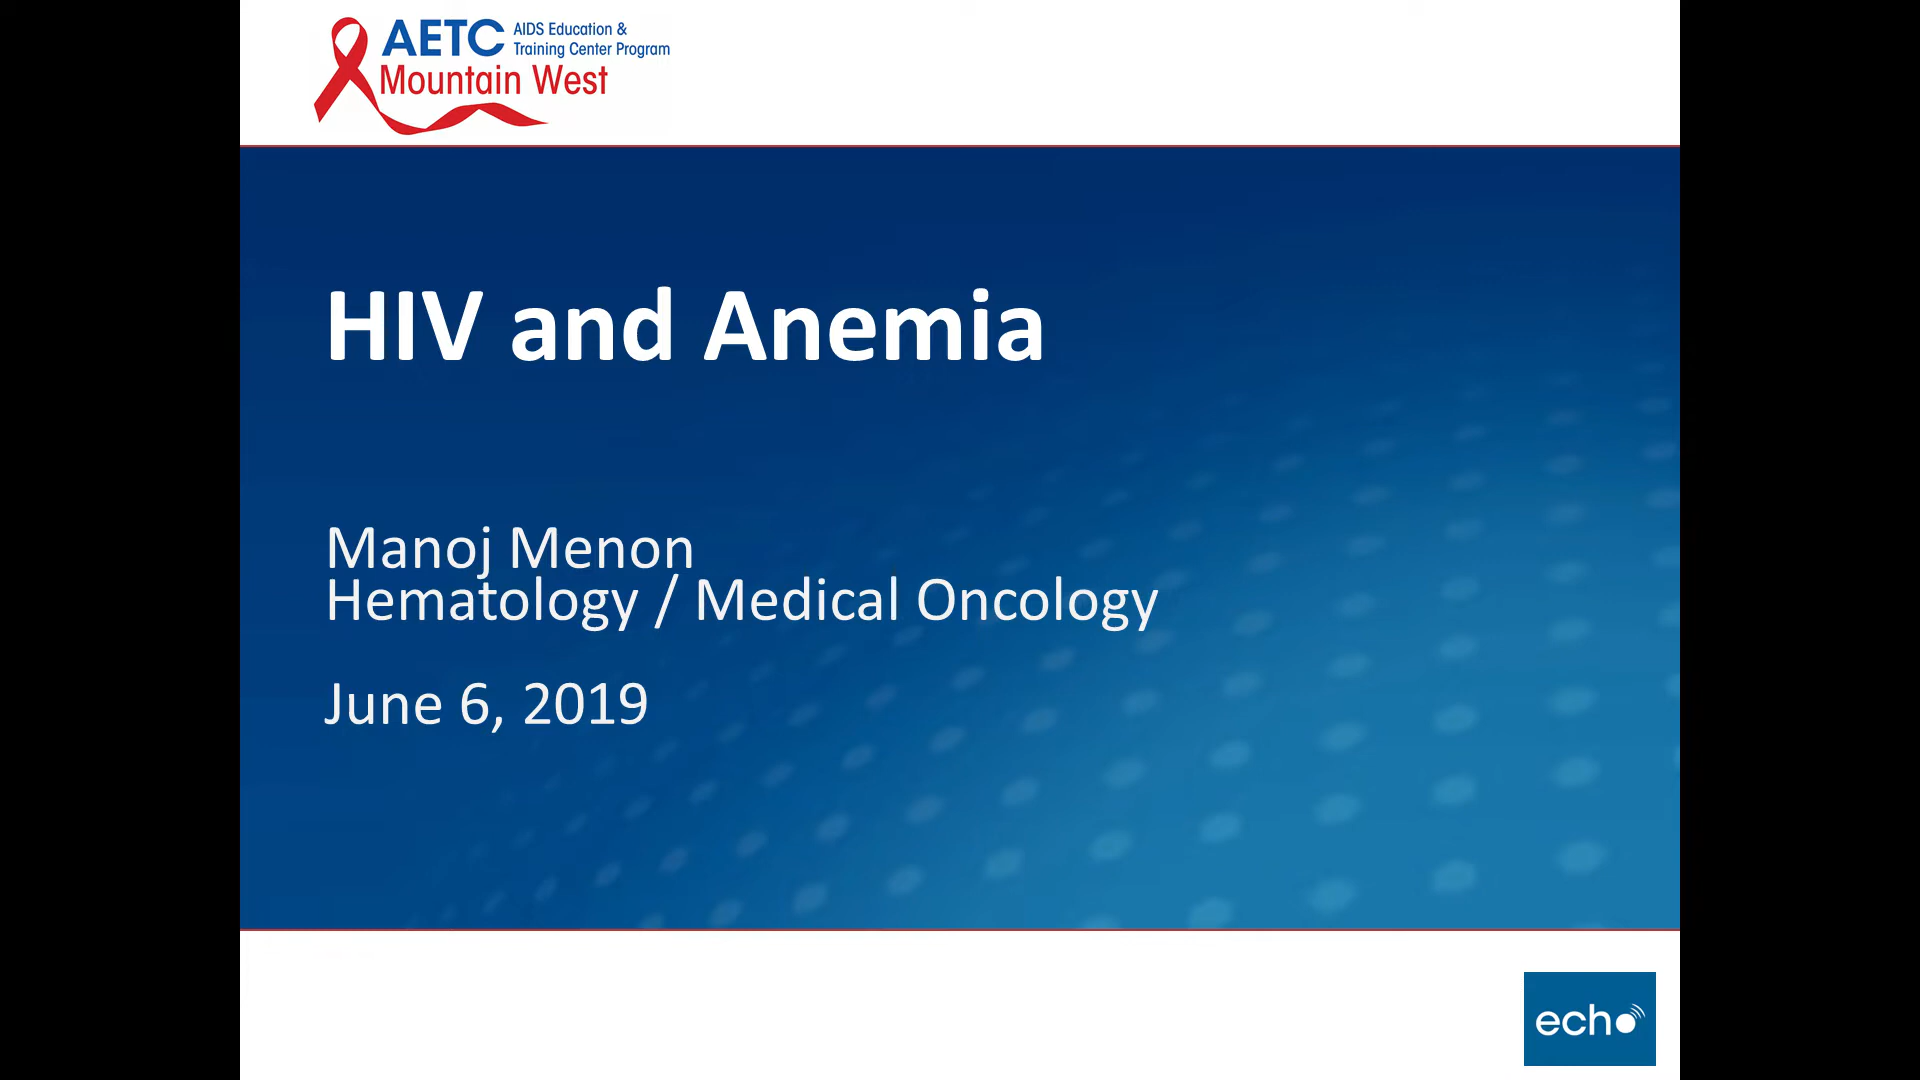 AETC AIDS Education &
Training Center Program
Mountain West
HIV and Anemia
Manoj Menon
Hematology / Medical Oncology
June 6, 2019
echo